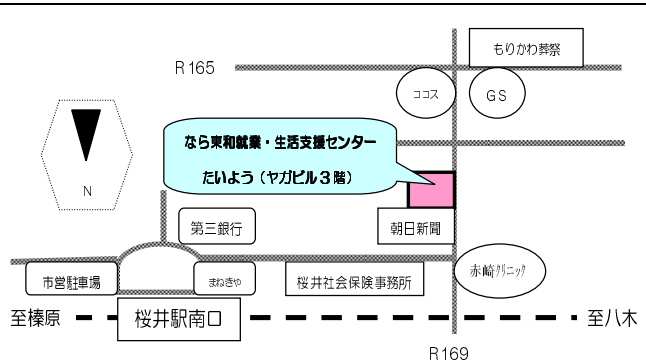 もりかわ葬祭
R165
ココス
GS
なら東和就業・生活支援センター
たいよう（ヤガビル３階）
N
第三銀行
朝日新聞
市営駐車場
まねきや
桜井社会保険事務所
赤崎クリニック
至榛原
桜井駅南口
至八木
R169